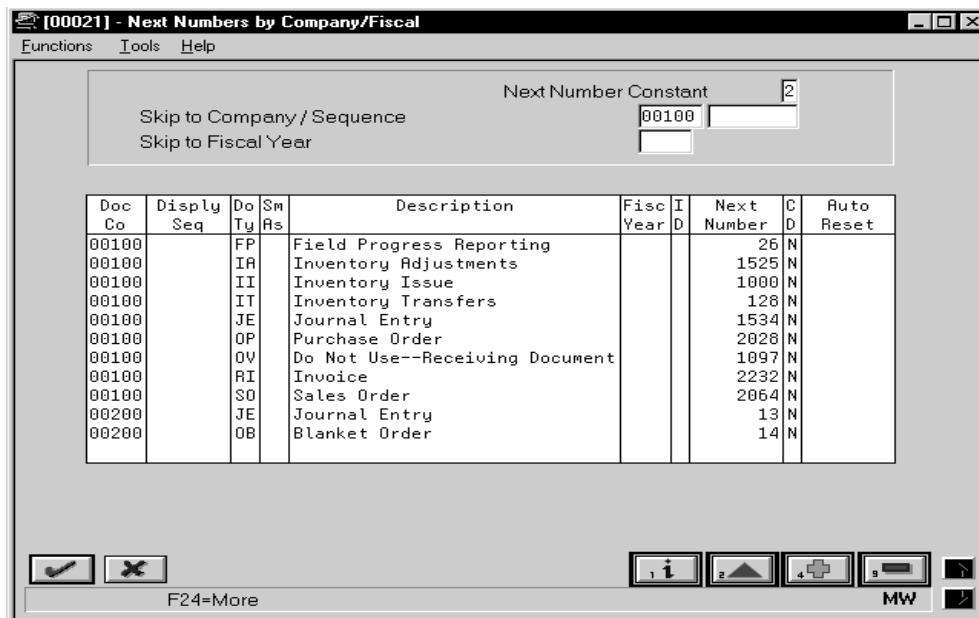 [00021] - Next Numbers by Company/Fiscal
Functions Tools Help
Next Number Constant 2
Skip to Company / Sequence 00100
Skip to Fiscal Year
Doc Disply Do Sm Description Fisc I Next C Auto
Co Seq Ty As Year D Number D Reset
00100 FP Field Progress Reporting 26 N
00100 IA Inventory Adjustments 1525 N
00100 II Inventory Issue 1000 N
00100 IT Inventory Transfers 128 N
00100 JE Journal Entry 1534 N
00100 OP Purchase Order 2028 N
00100 OV Do Not Use--Receiving Document 1097 N
00100 RI Invoice 2232 N
00100 SO Sales Order 2064 N
00200 JE Journal Entry 13 N
00200 OB Blanket Order 14 N
1 i 2 4 9
F24=More MW